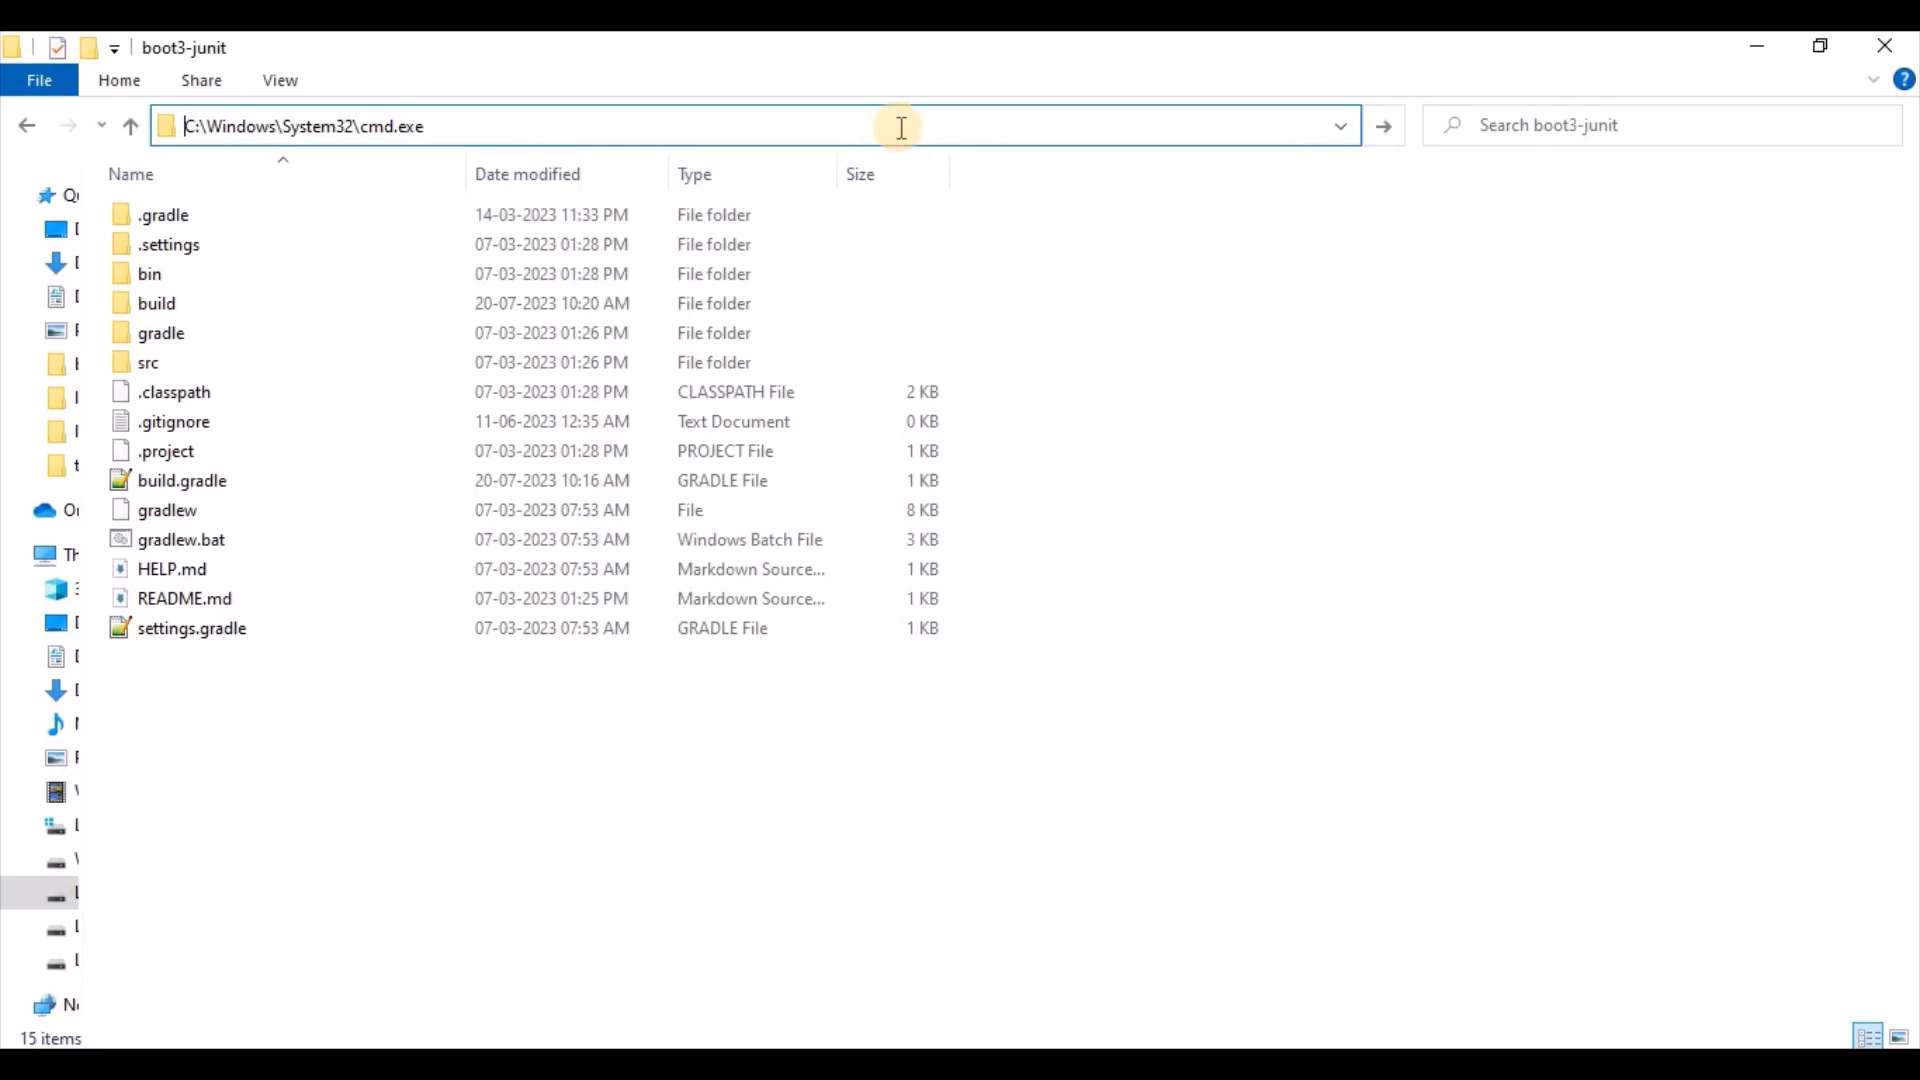 boot3-junit
File Home Share View
C:\Windows\System32\cmd.exe
Search boot3-junit
Name Date modified Type Size
.gradle 14-03-2023 11:33 PM File folder
.settings 07-03-2023 01:28 PM File folder
bin 07-03-2023 01:28 PM File folder
build 20-07-2023 10:20 AM File folder
gradle 07-03-2023 01:26 PM File folder
src 07-03-2023 01:26 PM File folder
.classpath 07-03-2023 01:28 PM CLASSPATH File 2 KB
.gitignore 11-06-2023 12:35 AM Text Document 0 KB
.project 07-03-2023 01:28 PM PROJECT File 1 KB
build.gradle 20-07-2023 10:16 AM GRADLE File 1 KB
gradlew 07-03-2023 07:53 AM File 8 KB
gradlew.bat 07-03-2023 07:53 AM Windows Batch File 3 KB
HELP.md 07-03-2023 07:53 AM Markdown Source... 1 KB
README.md 07-03-2023 01:25 PM Markdown Source... 1 KB
settings.gradle 07-03-2023 07:53 AM GRADLE File 1 KB
15 items